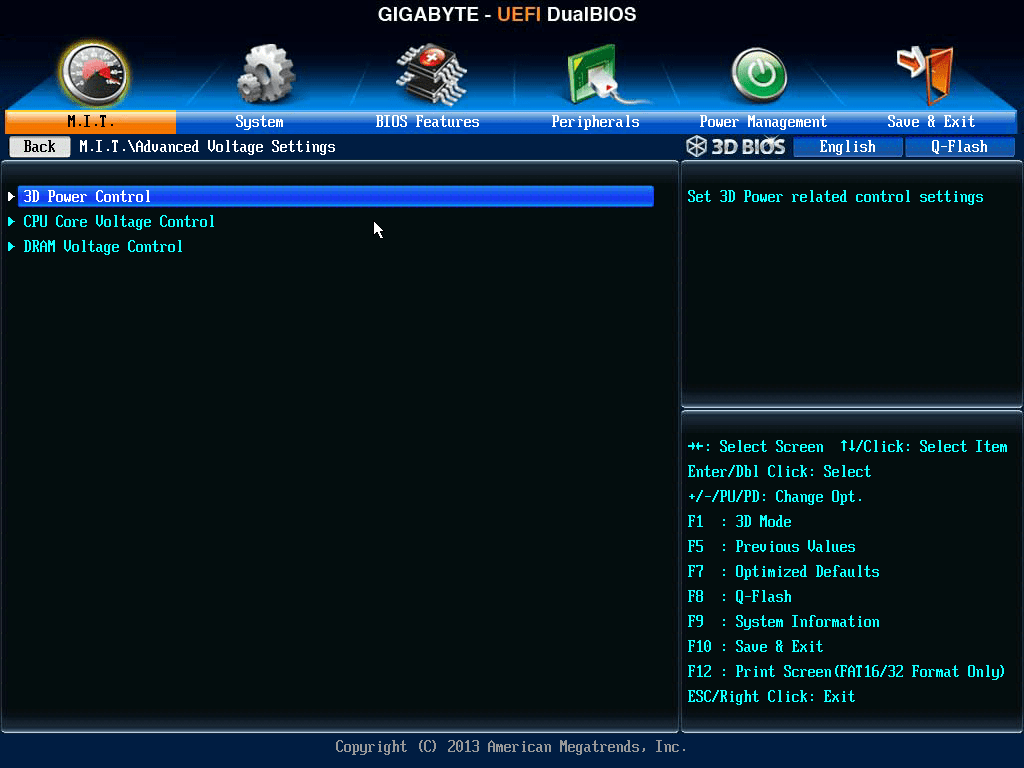 GIGABYTE - UEFI DualBIOS
M.I.T. System BIOS Features Peripherals Power Management Save & Exit
Back M.I.T.\Advanced Voltage Settings 3D BIOS English Q-Flash
3D Power Control
CPU Core Voltage Control
DRAM Voltage Control
Set 3D Power related control settings
→←: Select Screen ↑↓/Click: Select Item
Enter/Dbl Click: Select
+/-/PU/PD: Change Opt.
F1 : 3D Mode
F5 : Previous Values
F7 : Optimized Defaults
F8 : Q-Flash
F9 : System Information
F10 : Save & Exit
F12 : Print Screen(FAT16/32 Format Only)
ESC/Right Click: Exit
Copyright (C) 2013 American Megatrends, Inc.